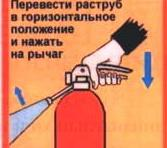 Перевести раструб
в горизонтальное
положение
и нажать
на рычаг